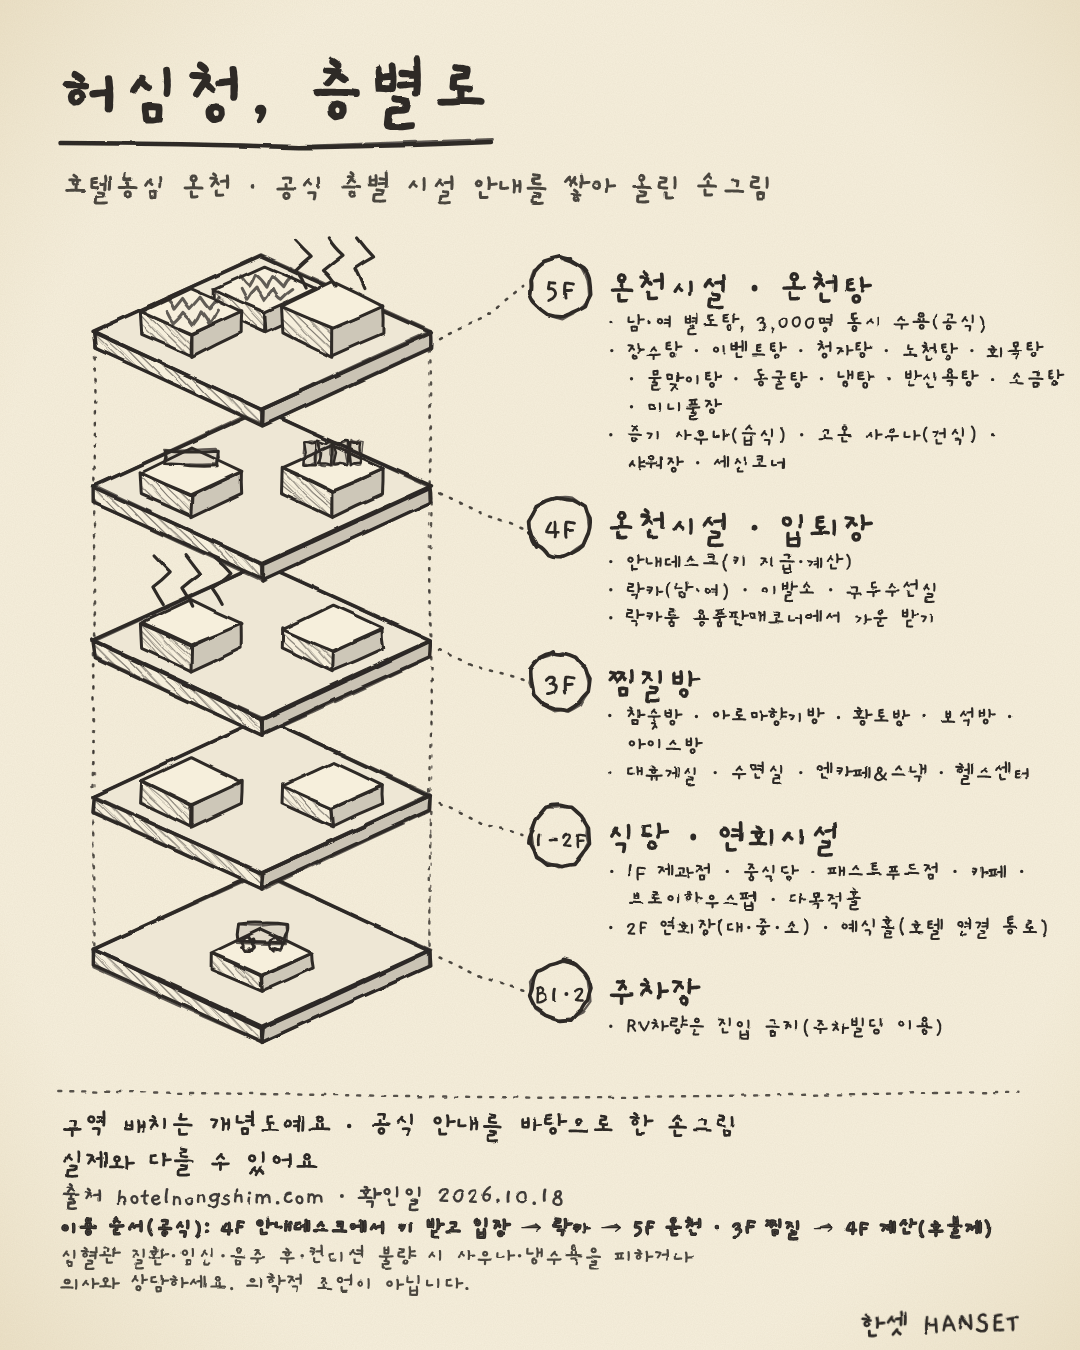 허심청, 층별로
호텔농심 온천 · 공식 층별 시설 안내를 쌓아 올린 손그림
5F 온천시설 · 온천탕
· 남·여 별도탕, 3,000명 동시 수용(공식)
· 장수탕 · 이벤트탕 · 청자탕 · 노천탕 · 회목탕
· 물맞이탕 · 동굴탕 · 냉탕 · 반신욕탕 · 소금탕
· 미니풀장
· 증기 사우나(습식) · 고온 사우나(건식) ·
샤워장 · 세신코너
4F 온천시설 · 입퇴장
· 안내데스크(키 지급·계산)
· 락카(남·여) · 이발소 · 구두수선실
· 락카룸 용품판매코너에서 가운 받기
3F 찜질방
· 참숯방 · 아로마향기방 · 황토방 · 보석방 ·
아이스방
· 대휴게실 · 수면실 · 엔카페&스낵 · 헬스센터
1-2F 식당 · 연회시설
· 1F 제과점 · 중식당 · 패스트푸드점 · 카페 ·
브로이하우스펍 · 다목적홀
· 2F 연회장(대·중·소) · 예식홀(호텔 연결 통로)
B1·2 주차장
· RV차량은 진입 금지(주차빌딩 이용)
구역 배치는 개념도예요 · 공식 안내를 바탕으로 한 손그림
실제와 다를 수 있어요
출처 hotelnongshim.com · 확인일 2026.10.18
이용 순서(공식): 4F 안내데스크에서 키 받고 입장 → 락카 → 5F 온천 · 3F 찜질 → 4F 계산(후불제)
심혈관 질환·임신·음주 후·컨디션 불량 시 사우나·냉수욕을 피하거나
의사와 상담하세요. 의학적 조언이 아닙니다.
한셋 HANSET